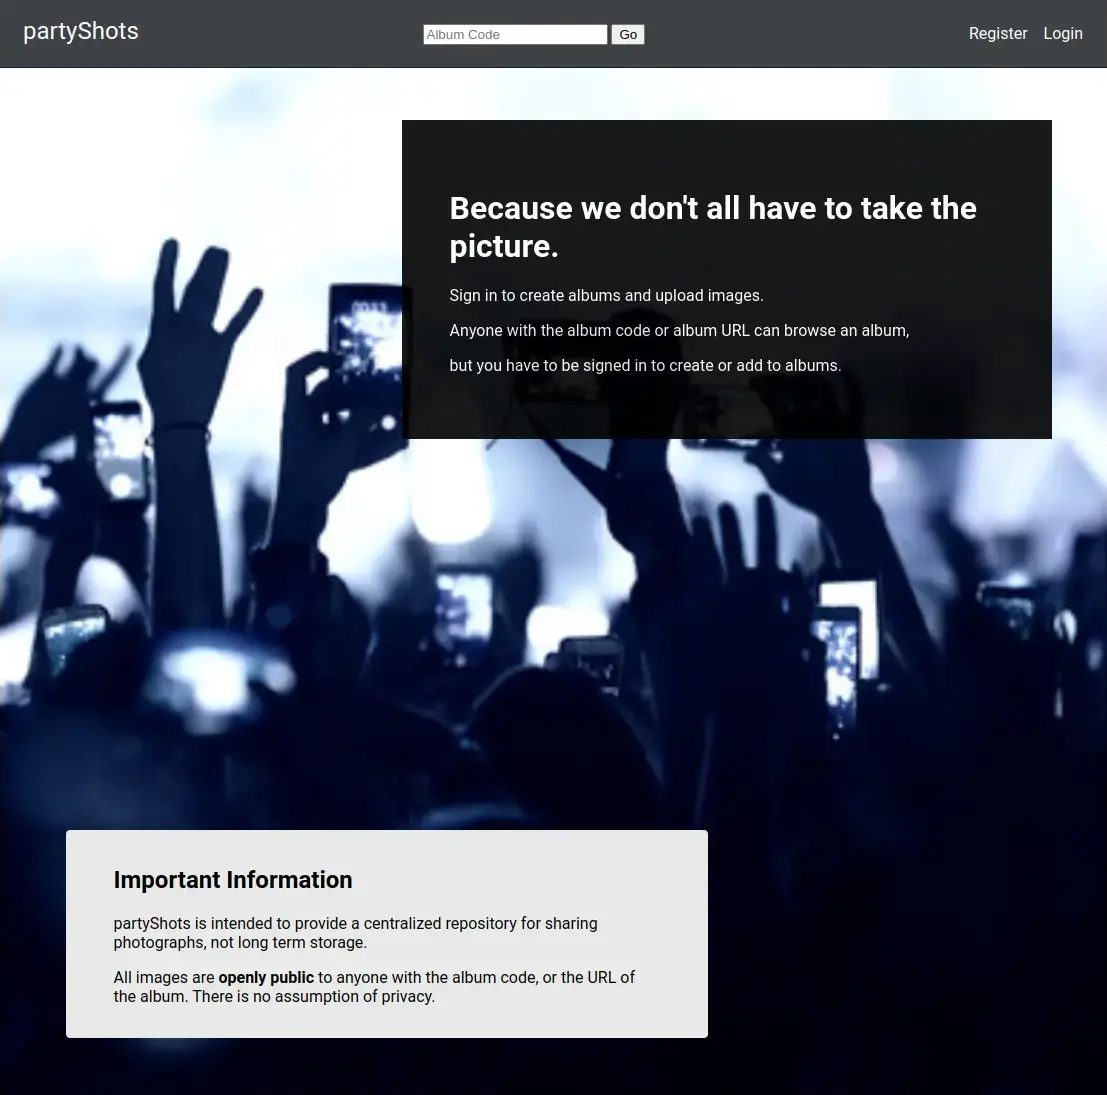 partyShots
Album Code
Go
Register
Login
Because we don't all have to take the
picture.
Sign in to create albums and upload images.
Anyone with the album code or album URL can browse an album,
but you have to be signed in to create or add to albums.
Important Information
partyShots is intended to provide a centralized repository for sharing
photographs, not long term storage.
All images are openly public to anyone with the album code, or the URL of
the album. There is no assumption of privacy.